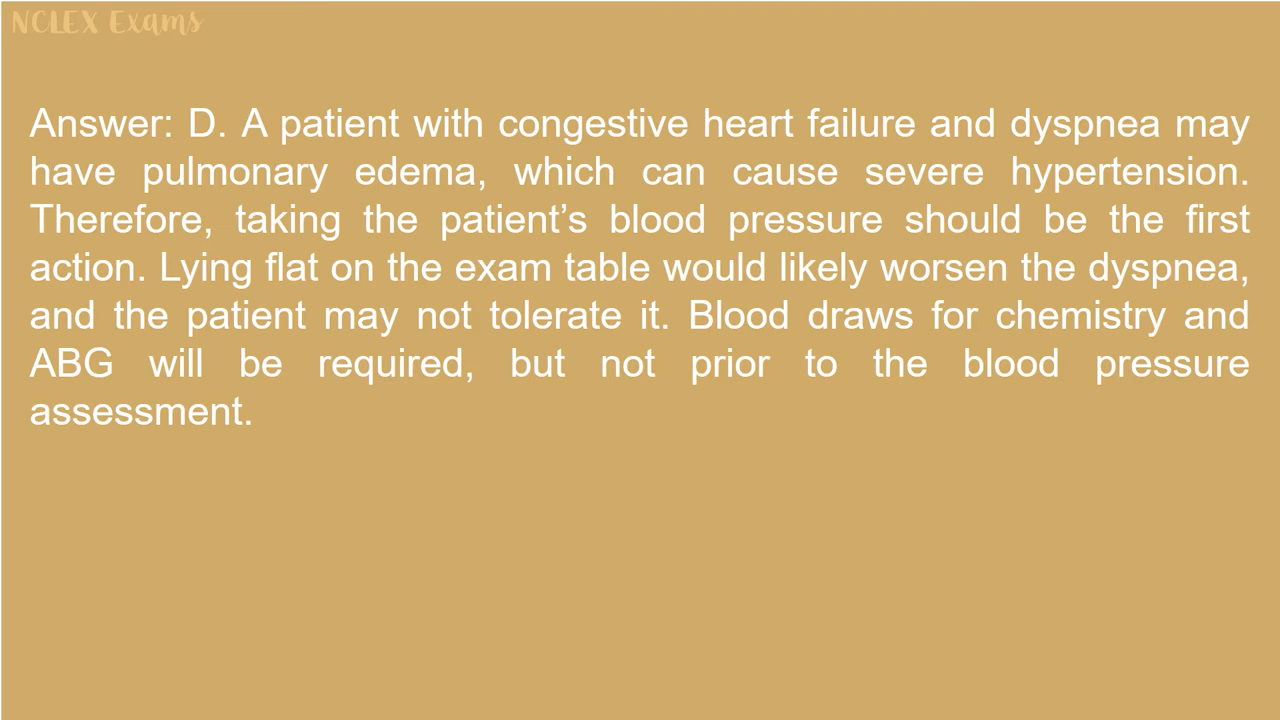 NCLEX Exams
Answer: D. A patient with congestive heart failure and dyspnea may
have pulmonary edema, which can cause severe hypertension.
Therefore, taking the patient’s blood pressure should be the first
action. Lying flat on the exam table would likely worsen the dyspnea,
and the patient may not tolerate it. Blood draws for chemistry and
ABG will be required, but not prior to the blood pressure
assessment.